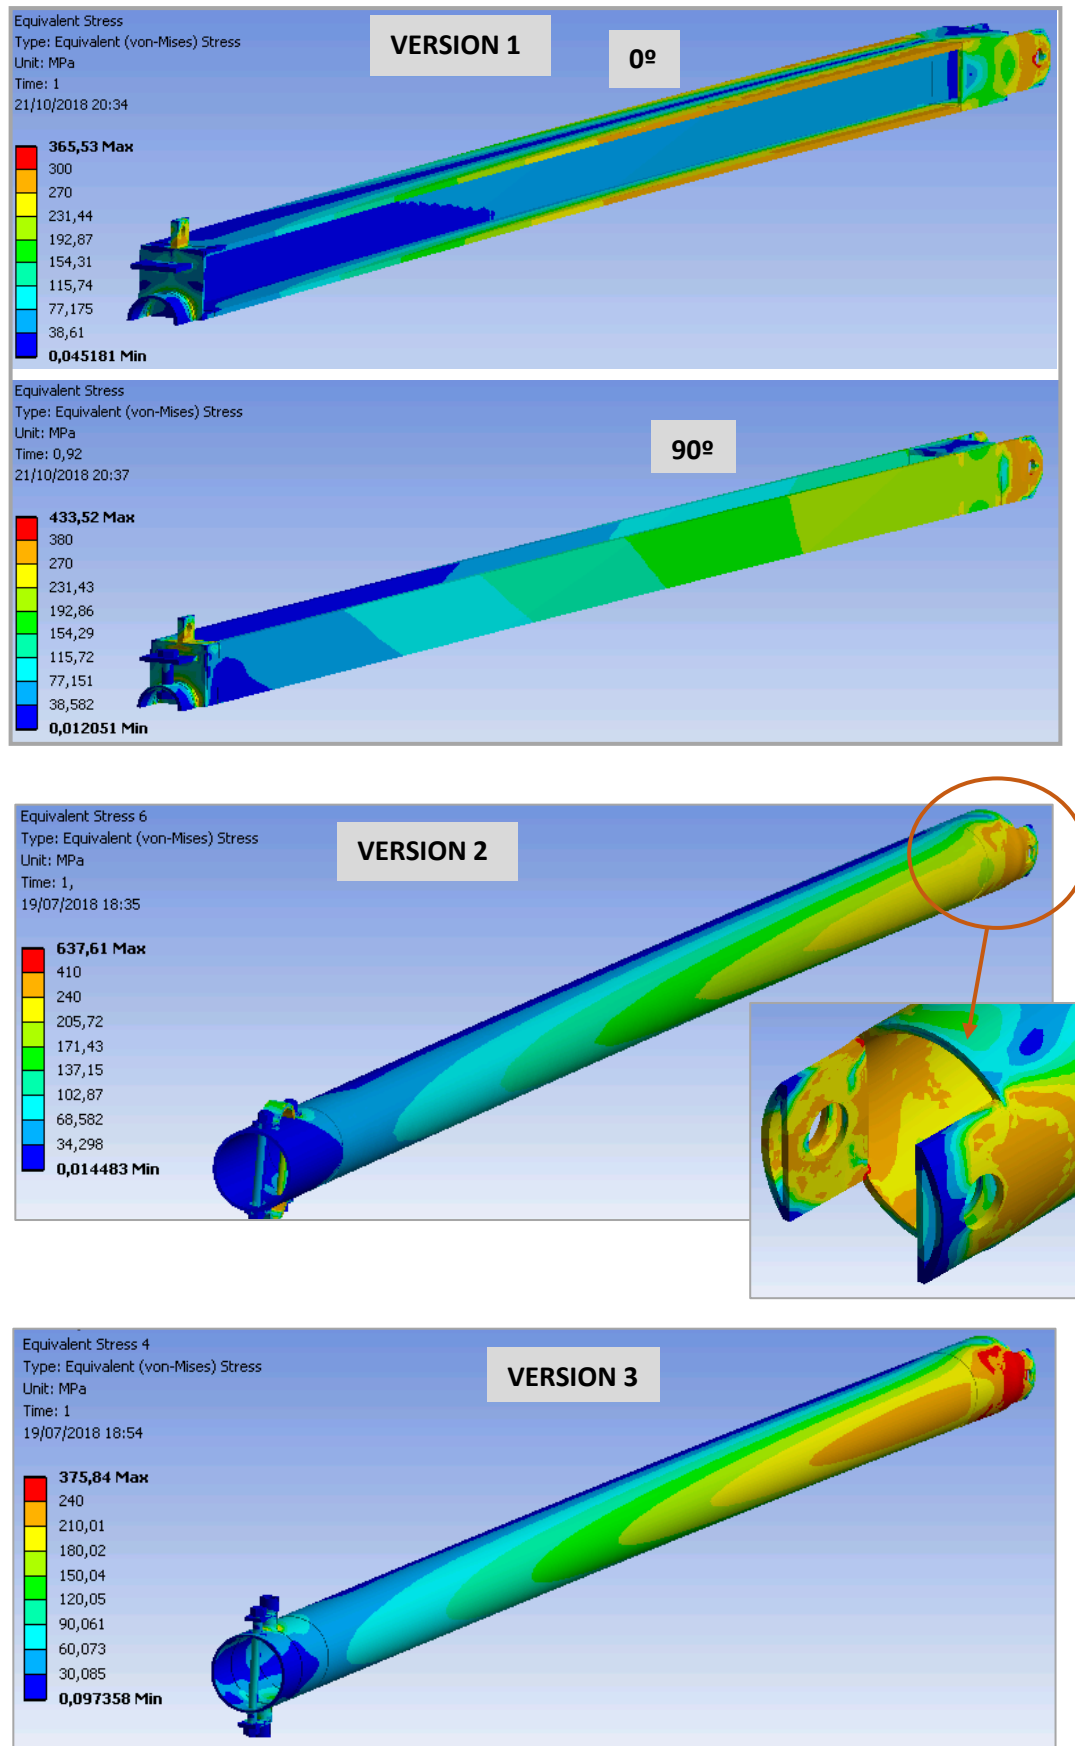 Equivalent Stress
Type: Equivalent (von-Mises) Stress
Unit: MPa
Time: 1
21/10/2018 20:34
VERSION 1
0º
365,53 Max
300
270
231,44
192,87
154,31
115,74
77,175
38,61
0,045181 Min
Equivalent Stress
Type: Equivalent (von-Mises) Stress
Unit: MPa
Time: 0,92
21/10/2018 20:37
90º
433,52 Max
380
270
231,43
192,86
154,29
115,72
77,151
38,582
0,012051 Min
Equivalent Stress 6
Type: Equivalent (von-Mises) Stress
Unit: MPa
Time: 1,
19/07/2018 18:35
VERSION 2
637,61 Max
410
240
205,72
171,43
137,15
102,87
68,582
34,298
0,014483 Min
Equivalent Stress 4
Type: Equivalent (von-Mises) Stress
Unit: MPa
Time: 1
19/07/2018 18:54
VERSION 3
375,84 Max
240
210,01
180,02
150,04
120,05
90,061
60,073
30,085
0,097358 Min